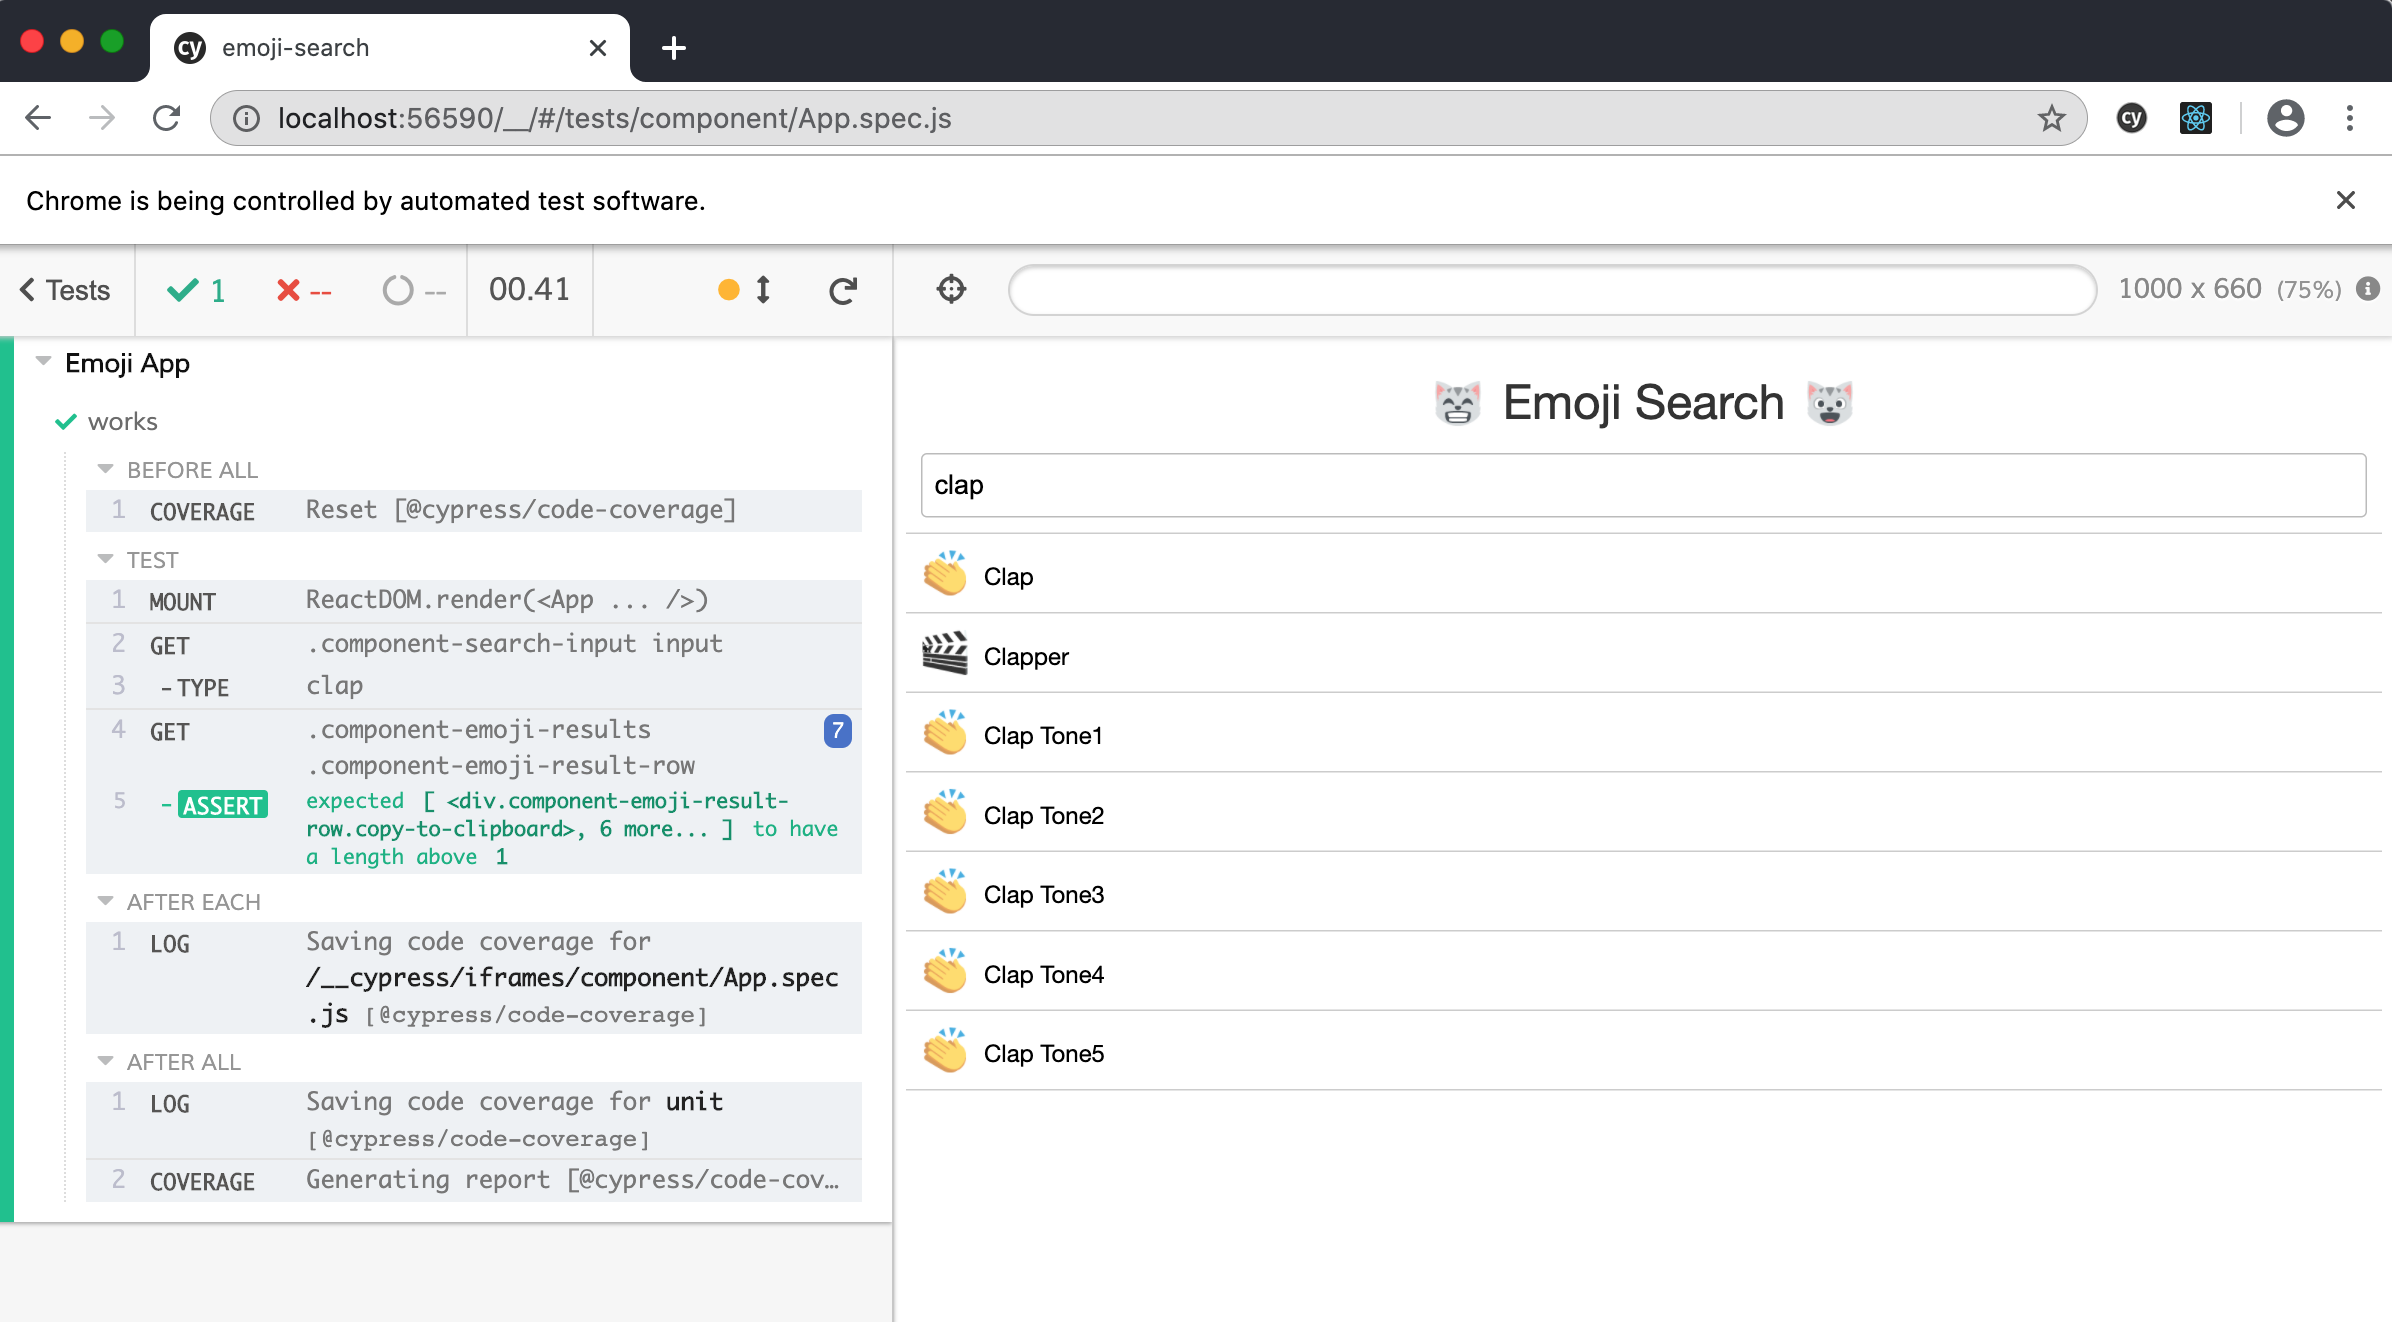 cy emoji-search
localhost:56590/__/#/tests/component/App.spec.js
cy
Chrome is being controlled by automated test software.
Tests 1 -- -- 00.41
1000 x 660 (75%)
Emoji App
works
BEFORE ALL
1 COVERAGE Reset [@cypress/code-coverage]
TEST
1 MOUNT ReactDOM.render(<App ... />)
2 GET .component-search-input input
3 -TYPE clap
4 GET .component-emoji-results 7
.component-emoji-result-row
5 -ASSERT expected [ <div.component-emoji-result-
row.copy-to-clipboard>, 6 more... ] to have
a length above 1
AFTER EACH
1 LOG Saving code coverage for
/__cypress/iframes/component/App.spec
.js [@cypress/code-coverage]
AFTER ALL
1 LOG Saving code coverage for unit
[@cypress/code-coverage]
2 COVERAGE Generating report [@cypress/code-cov…
Emoji Search
clap
Clap
Clapper
Clap Tone1
Clap Tone2
Clap Tone3
Clap Tone4
Clap Tone5